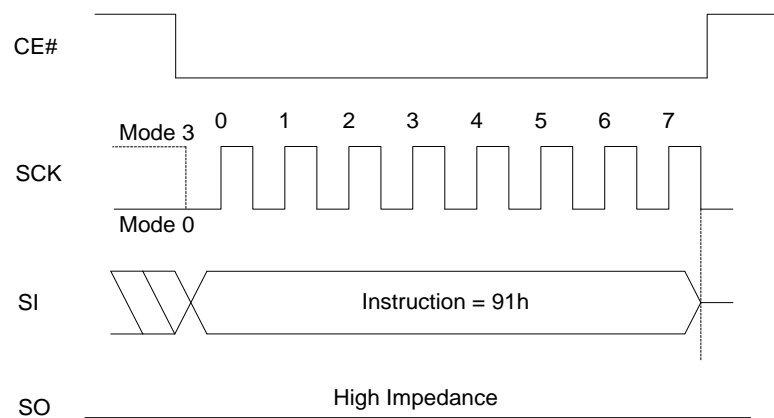 CE#
0 1 2 3 4 5 6 7
Mode 3
SCK
Mode 0
SI
Instruction = 91h
High Impedance
SO